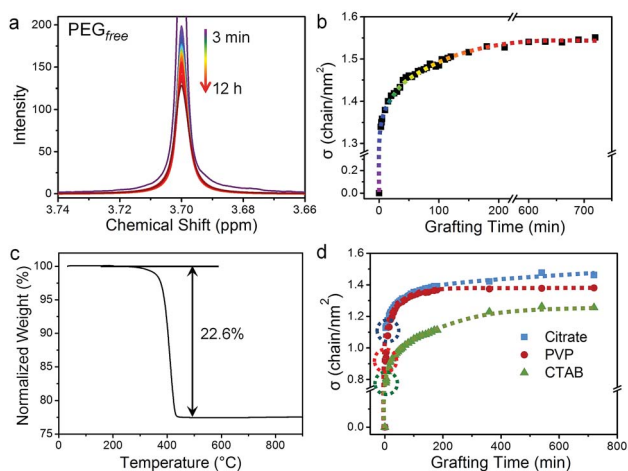 a
PEGfree
3 min
12 h
Intensity
200
150
100
50
0
3.74
3.72
3.70
3.68
3.66
Chemical Shift (ppm)
b
σ (chain/nm²)
1.6
1.5
1.4
1.3
0.0
0
100
200
600
700
Grafting Time (min)
c
Normalized Weight (%)
100
95
90
85
80
75
22.6%
0
200
400
600
800
Temperature (°C)
d
σ (chain/nm²)
1.6
1.4
1.2
1.0
0.8
0.0
Citrate
PVP
CTAB
0
200
400
600
800
Grafting Time (min)